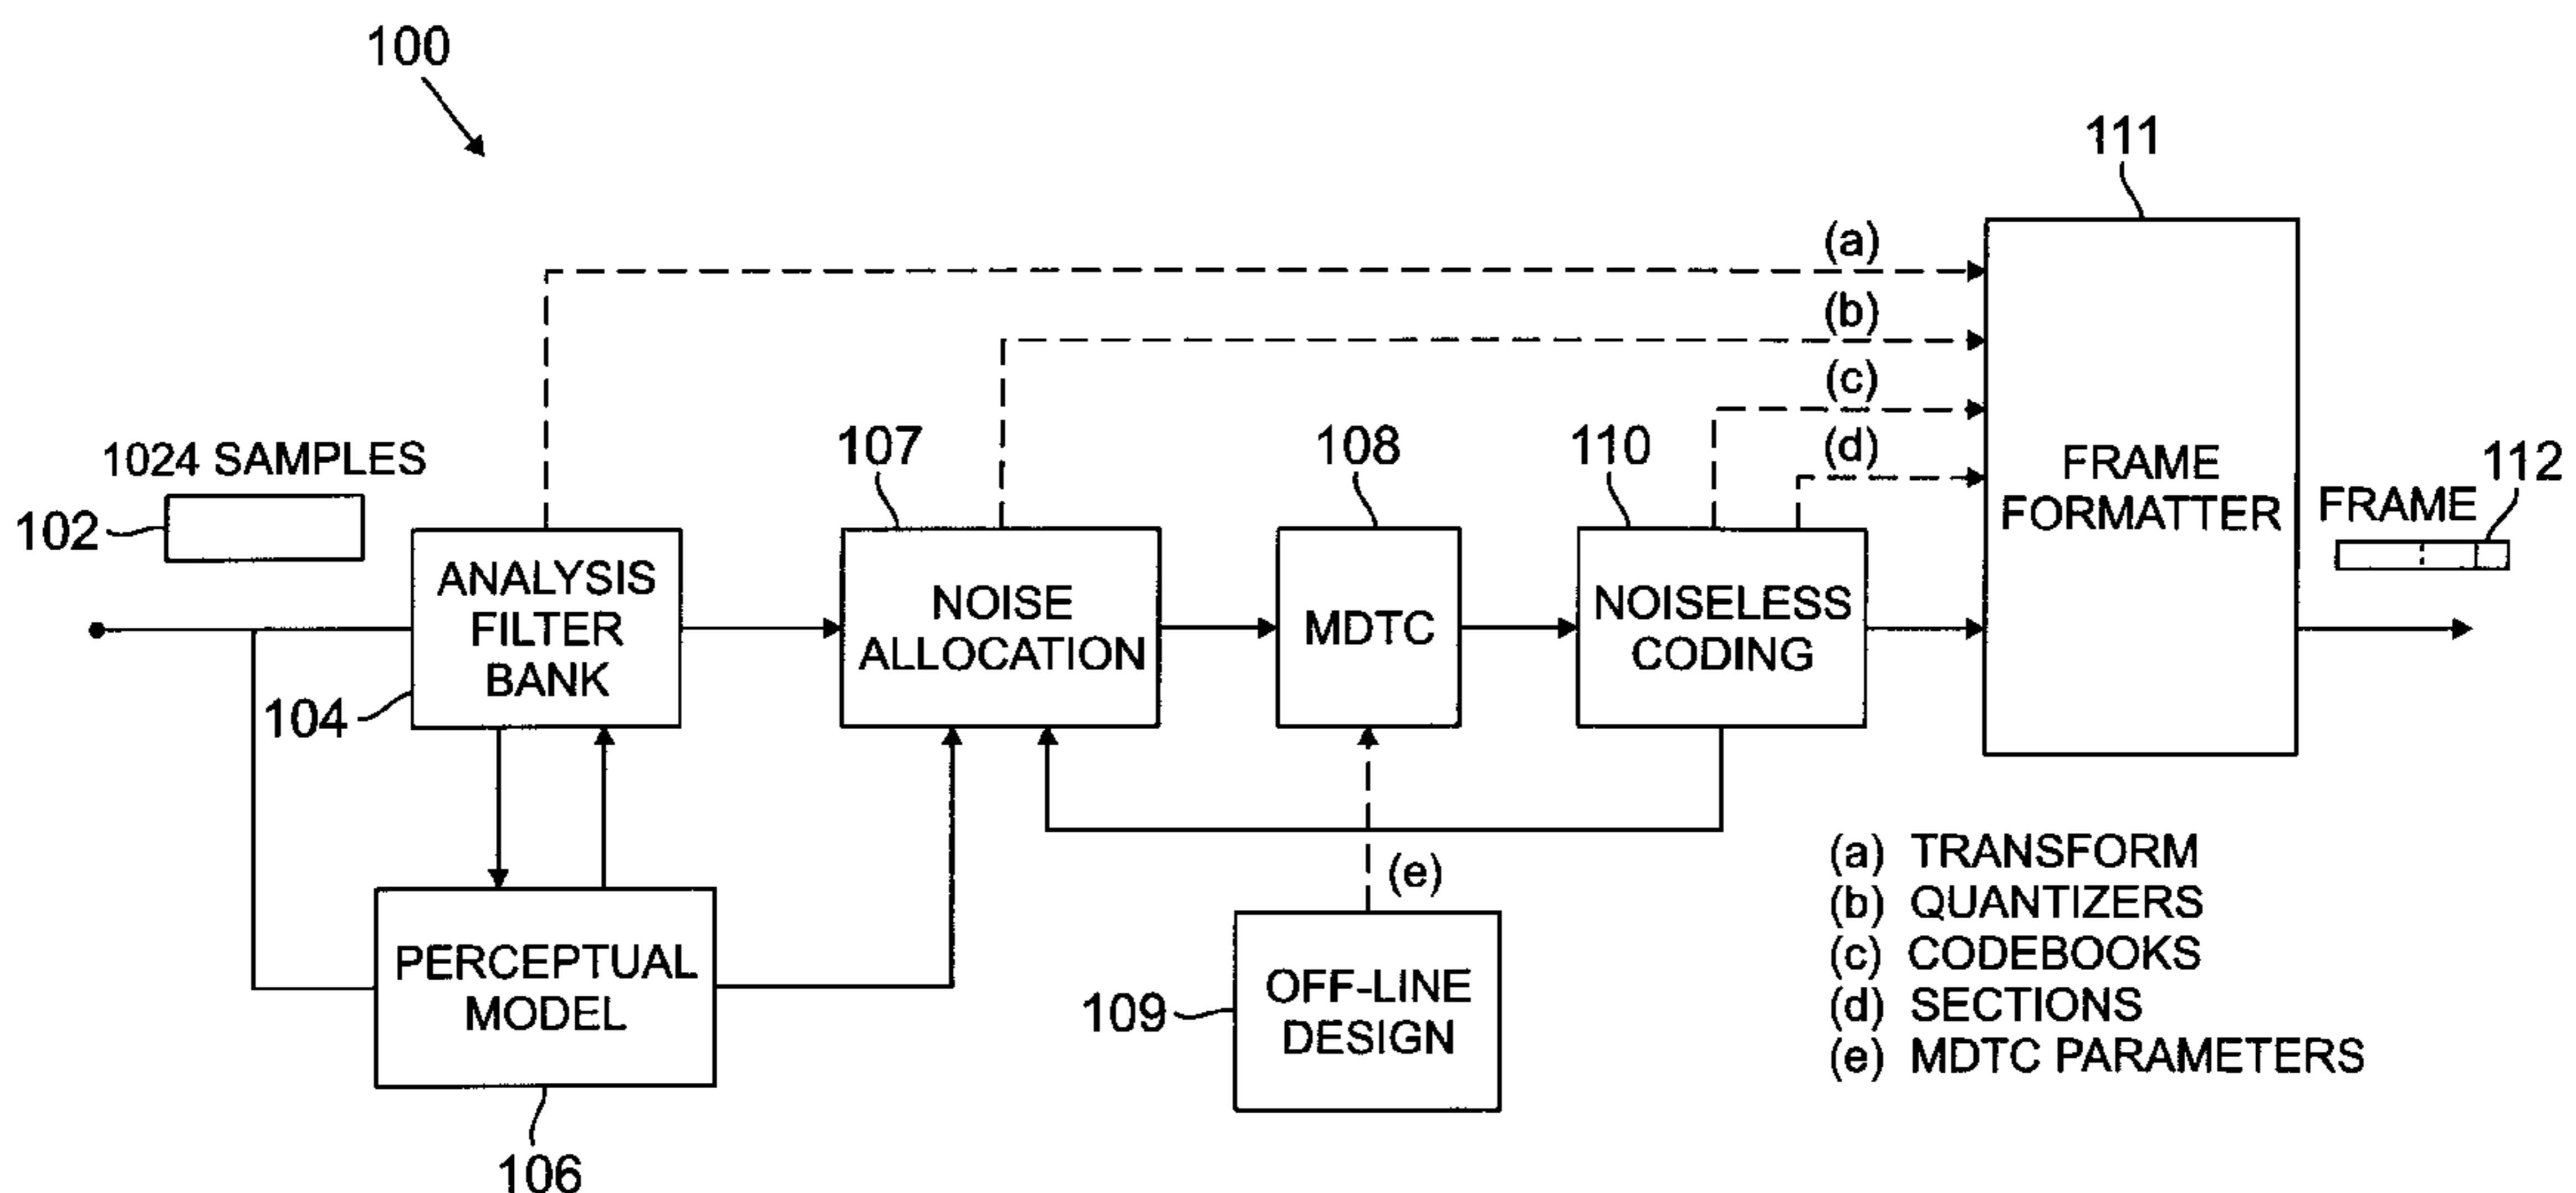 100
111
(a)
(b)
(c)
(d)
1024 SAMPLES
102
107
108
110
112
FRAME
ANALYSIS
FILTER
BANK
104
NOISE
ALLOCATION
MDTC
NOISELESS
CODING
FRAME
FORMATTER
PERCEPTUAL
MODEL
106
(e)
OFF-LINE
DESIGN
109
(a) TRANSFORM
(b) QUANTIZERS
(c) CODEBOOKS
(d) SECTIONS
(e) MDTC PARAMETERS